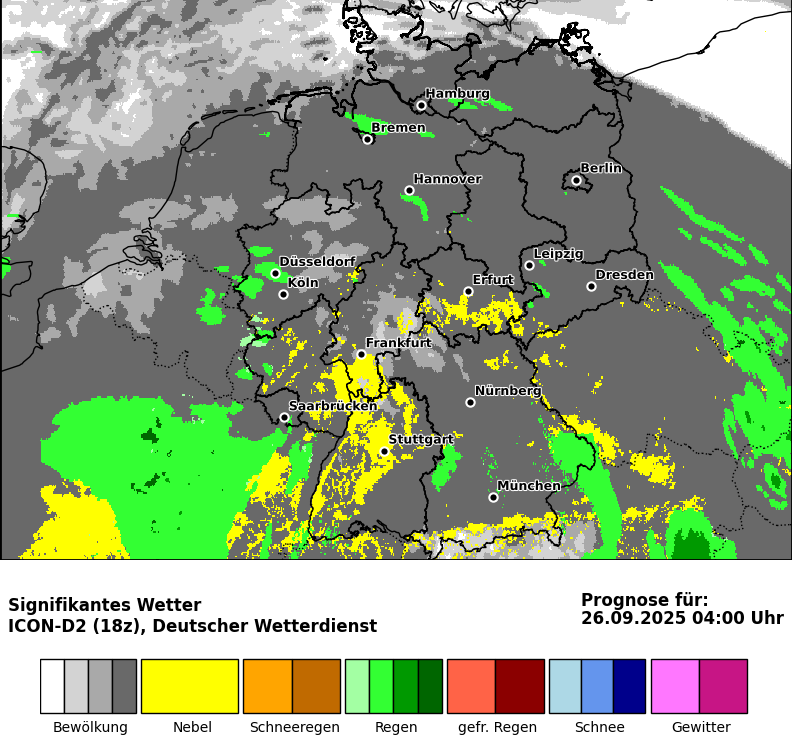 Hamburg
Bremen
Berlin
Hannover
Leipzig
Düsseldorf
Dresden
Köln
Erfurt
Frankfurt
Nürnberg
Saarbrücken
Stuttgart
München
Signifikantes Wetter
ICON-D2 (18z), Deutscher Wetterdienst
Prognose für:
26.09.2025 04:00 Uhr
Bewölkung Nebel Schneeregen Regen gefr. Regen Schnee Gewitter